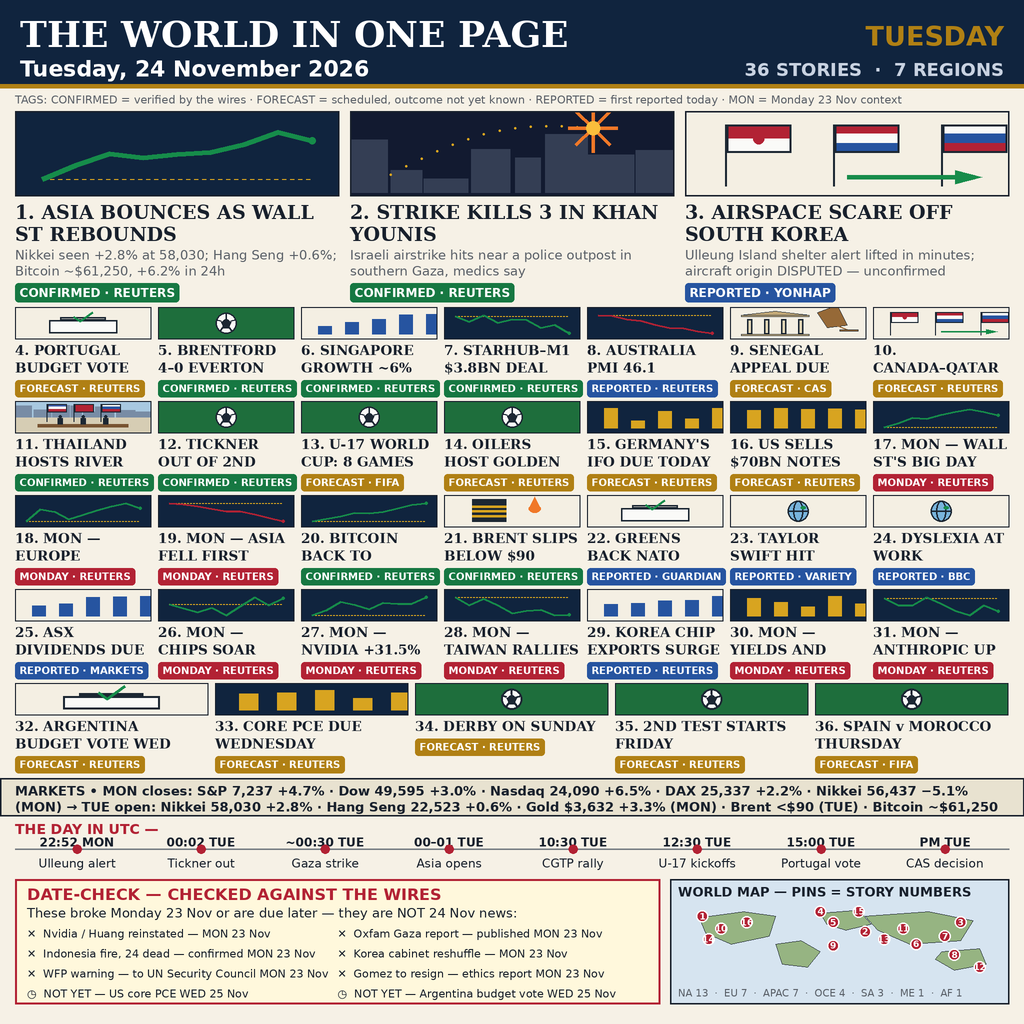 THE WORLD IN ONE PAGE
TUESDAY
Tuesday, 24 November 2026
36 STORIES · 7 REGIONS
TAGS: CONFIRMED = verified by the wires · FORECAST = scheduled, outcome not yet known · REPORTED = first reported today · MON = Monday 23 Nov context
1. ASIA BOUNCES AS WALL
ST REBOUNDS
Nikkei seen +2.8% at 58,030; Hang Seng +0.6%;
Bitcoin ~$61,250, +6.2% in 24h
CONFIRMED · REUTERS
2. STRIKE KILLS 3 IN KHAN
YOUNIS
Israeli airstrike hits near a police outpost in
southern Gaza, medics say
CONFIRMED · REUTERS
3. AIRSPACE SCARE OFF
SOUTH KOREA
Ulleung Island shelter alert lifted in minutes;
aircraft origin DISPUTED — unconfirmed
REPORTED · YONHAP
4. PORTUGAL
BUDGET VOTE
FORECAST · REUTERS
5. BRENTFORD
4–0 EVERTON
CONFIRMED · REUTERS
6. SINGAPORE
GROWTH ~6%
CONFIRMED · REUTERS
7. STARHUB–M1
$3.8BN DEAL
CONFIRMED · REUTERS
8. AUSTRALIA
PMI 46.1
REPORTED · REUTERS
9. SENEGAL
APPEAL DUE
FORECAST · CAS
10.
CANADA–QATAR
FORECAST · REUTERS
11. THAILAND
HOSTS RIVER
CONFIRMED · REUTERS
12. TICKNER
OUT OF 2ND
CONFIRMED · REUTERS
13. U-17 WORLD
CUP: 8 GAMES
FORECAST · FIFA
14. OILERS
HOST GOLDEN
FORECAST · REUTERS
15. GERMANY'S
IFO DUE TODAY
FORECAST · REUTERS
16. US SELLS
$70BN NOTES
FORECAST · REUTERS
17. MON — WALL
ST'S BIG DAY
MONDAY · REUTERS
18. MON —
EUROPE
MONDAY · REUTERS
19. MON — ASIA
FELL FIRST
MONDAY · REUTERS
20. BITCOIN
BACK TO
CONFIRMED · REUTERS
21. BRENT SLIPS
BELOW $90
CONFIRMED · REUTERS
22. GREENS
BACK NATO
REPORTED · GUARDIAN
23. TAYLOR
SWIFT HIT
REPORTED · VARIETY
24. DYSLEXIA AT
WORK
REPORTED · BBC
25. ASX
DIVIDENDS DUE
REPORTED · MARKETS
26. MON —
CHIPS SOAR
MONDAY · REUTERS
27. MON —
NVIDIA +31.5%
MONDAY · REUTERS
28. MON —
TAIWAN RALLIES
MONDAY · REUTERS
29. KOREA CHIP
EXPORTS SURGE
REPORTED · REUTERS
30. MON —
YIELDS AND
MONDAY · REUTERS
31. MON —
ANTHROPIC UP
MONDAY · REUTERS
32. ARGENTINA
BUDGET VOTE WED
FORECAST · REUTERS
33. CORE PCE DUE
WEDNESDAY
FORECAST · REUTERS
34. DERBY ON SUNDAY
FORECAST · REUTERS
35. 2ND TEST STARTS
FRIDAY
FORECAST · REUTERS
36. SPAIN v MOROCCO
THURSDAY
FORECAST · FIFA
MARKETS • MON closes: S&P 7,237 +4.7% · Dow 49,595 +3.0% · Nasdaq 24,090 +6.5% · DAX 25,337 +2.2% · Nikkei 56,437 −5.1%
(MON) → TUE open: Nikkei 58,030 +2.8% · Hang Seng 22,523 +0.6% · Gold $3,632 +3.3% (MON) · Brent <$90 (TUE) · Bitcoin ~$61,250
THE DAY IN UTC —
22:52 MON
Ulleung alert
00:02 TUE
Tickner out
~00:30 TUE
Gaza strike
00–01 TUE
Asia opens
10:30 TUE
CGTP rally
12:30 TUE
U-17 kickoffs
15:00 TUE
Portugal vote
PM TUE
CAS decision
DATE-CHECK — CHECKED AGAINST THE WIRES
These broke Monday 23 Nov or are due later — they are NOT 24 Nov news:
✕ Nvidia / Huang reinstated — MON 23 Nov
✕ Oxfam Gaza report — published MON 23 Nov
✕ Indonesia fire, 24 dead — confirmed MON 23 Nov
✕ Korea cabinet reshuffle — MON 23 Nov
✕ WFP warning — to UN Security Council MON 23 Nov
✕ Gomez to resign — ethics report MON 23 Nov
◷ NOT YET — US core PCE WED 25 Nov
◷ NOT YET — Argentina budget vote WED 25 Nov
WORLD MAP — PINS = STORY NUMBERS
1
10
16
14
4
15
5
2
9
13
11
6
7
3
8
12
NA 13 · EU 7 · APAC 7 · OCE 4 · SA 3 · ME 1 · AF 1